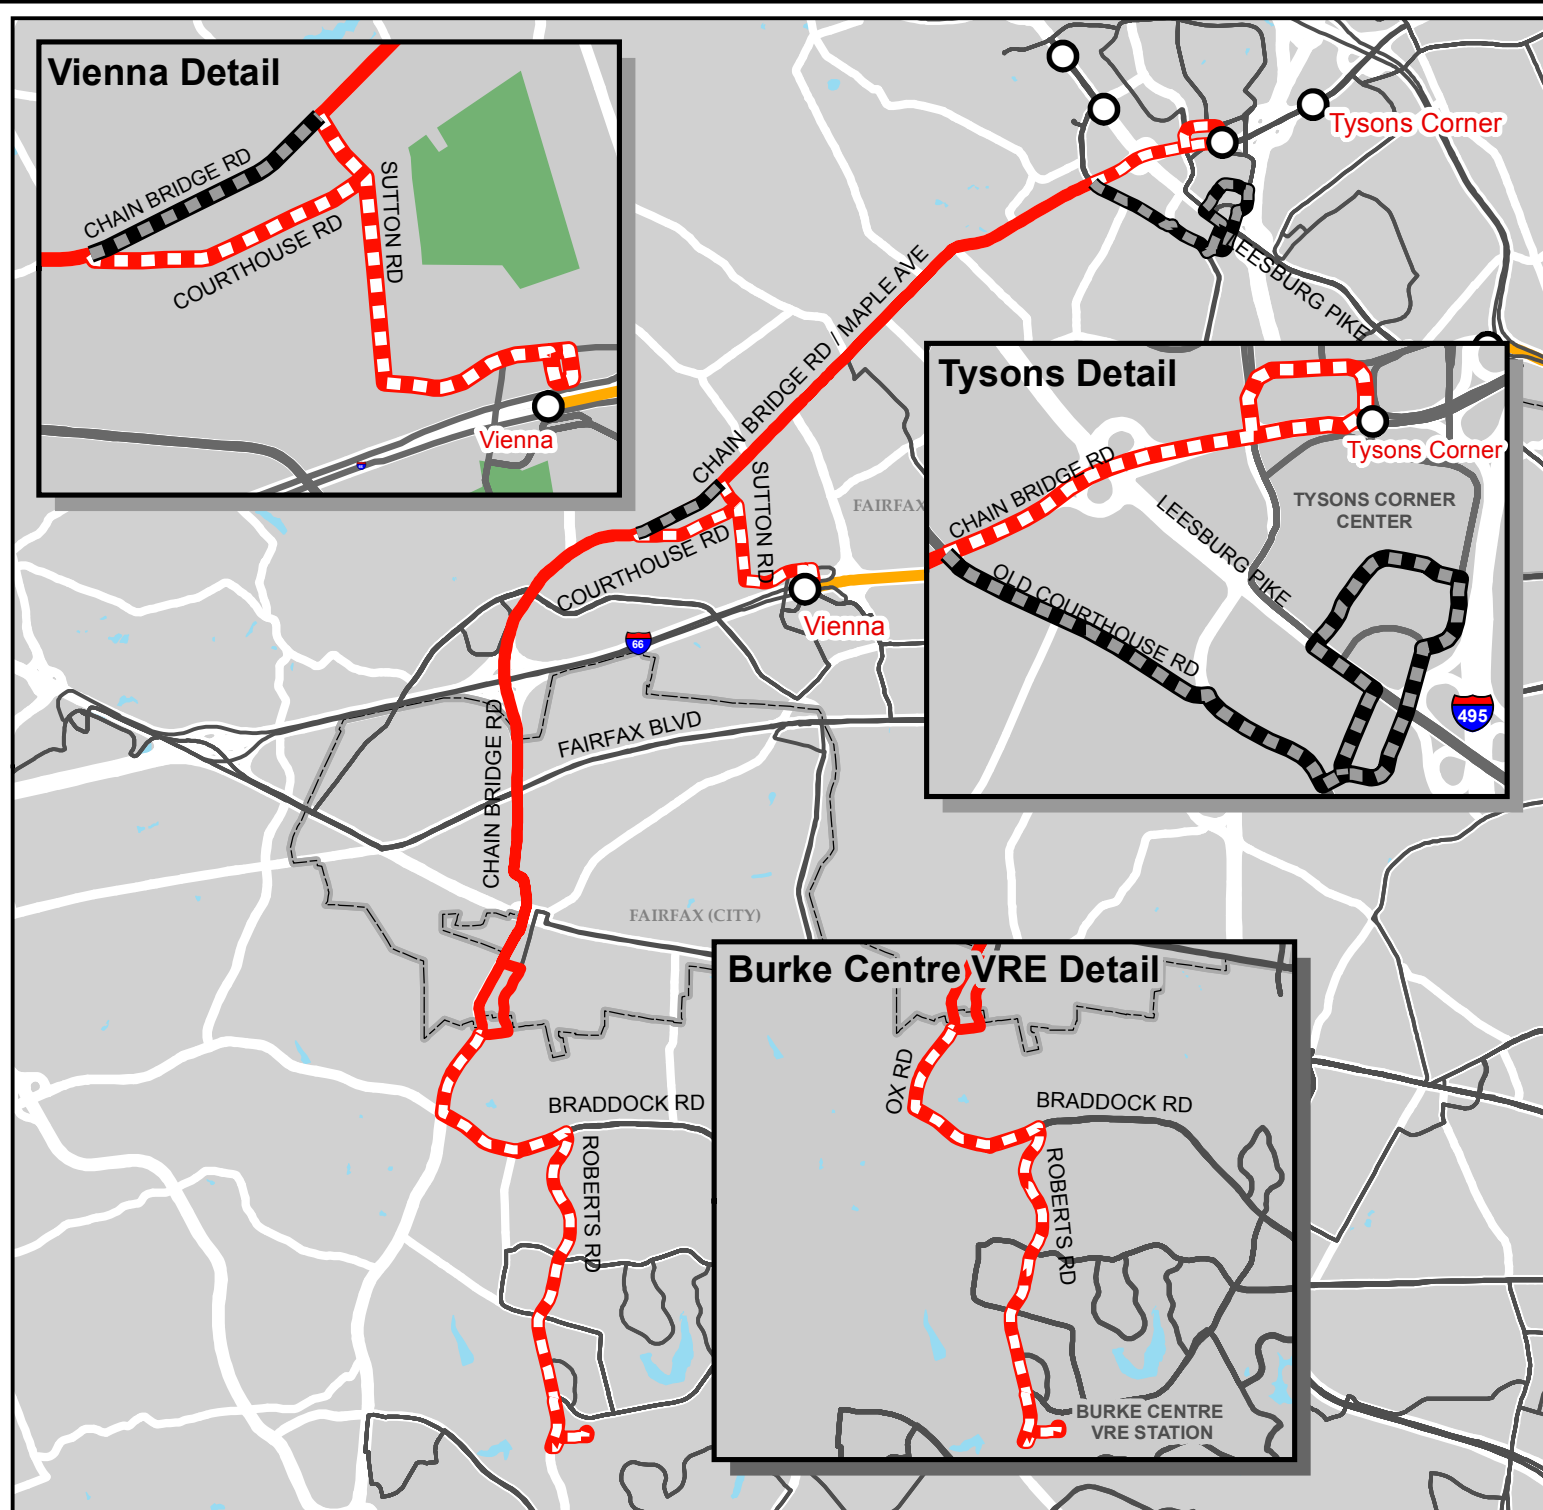 Vienna Detail
CHAIN BRIDGE RD
SUTTON RD
COURTHOUSE RD
Vienna
Tysons Corner
LEESBURG PIKE
CHAIN BRIDGE RD / MAPLE AVE
Tysons Detail
Tysons Corner
CHAIN BRIDGE RD
LEESBURG PIKE
TYSONS CORNER
CENTER
OLD COURTHOUSE RD
495
SUTTON RD
FAIRFAX
COURTHOUSE RD
Vienna
66
CHAIN BRIDGE RD
FAIRFAX BLVD
FAIRFAX (CITY)
BRADDOCK RD
ROBERTS RD
Burke Centre VRE Detail
OX RD
BRADDOCK RD
ROBERTS RD
BURKE CENTRE
VRE STATION